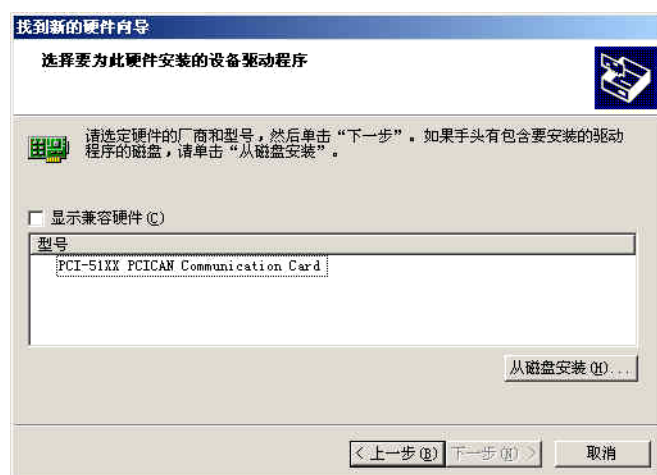 找到新的硬件向导
选择要为此硬件安装的设备驱动程序
请选定硬件的厂商和型号，然后单击“下一步”。如果手头有包含要安装的驱动
程序的磁盘，请单击“从磁盘安装”。
显示兼容硬件(C)
型号
PCI-51XX PCICAN Communication Card
从磁盘安装(H)...
< 上一步(B) 下一步(N) > 取消